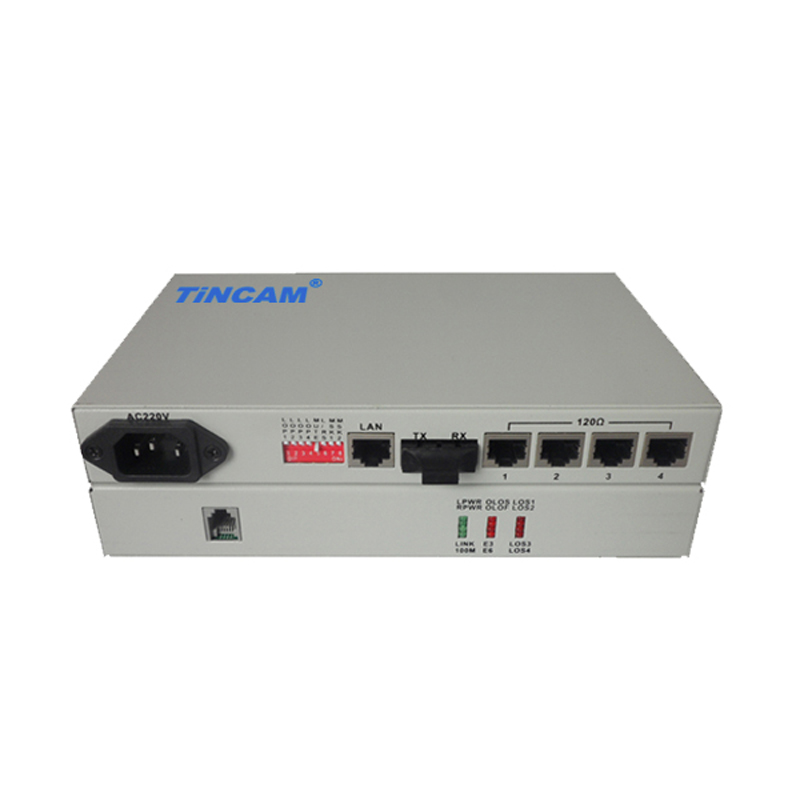 TiNCAM®
AC220V
LAN
TX RX
120Ω
1 2 3 4
LPWR OLOS LOS1
RPWR OLOF LOS2
LINK E3 LOS3
100M E6 LOS4